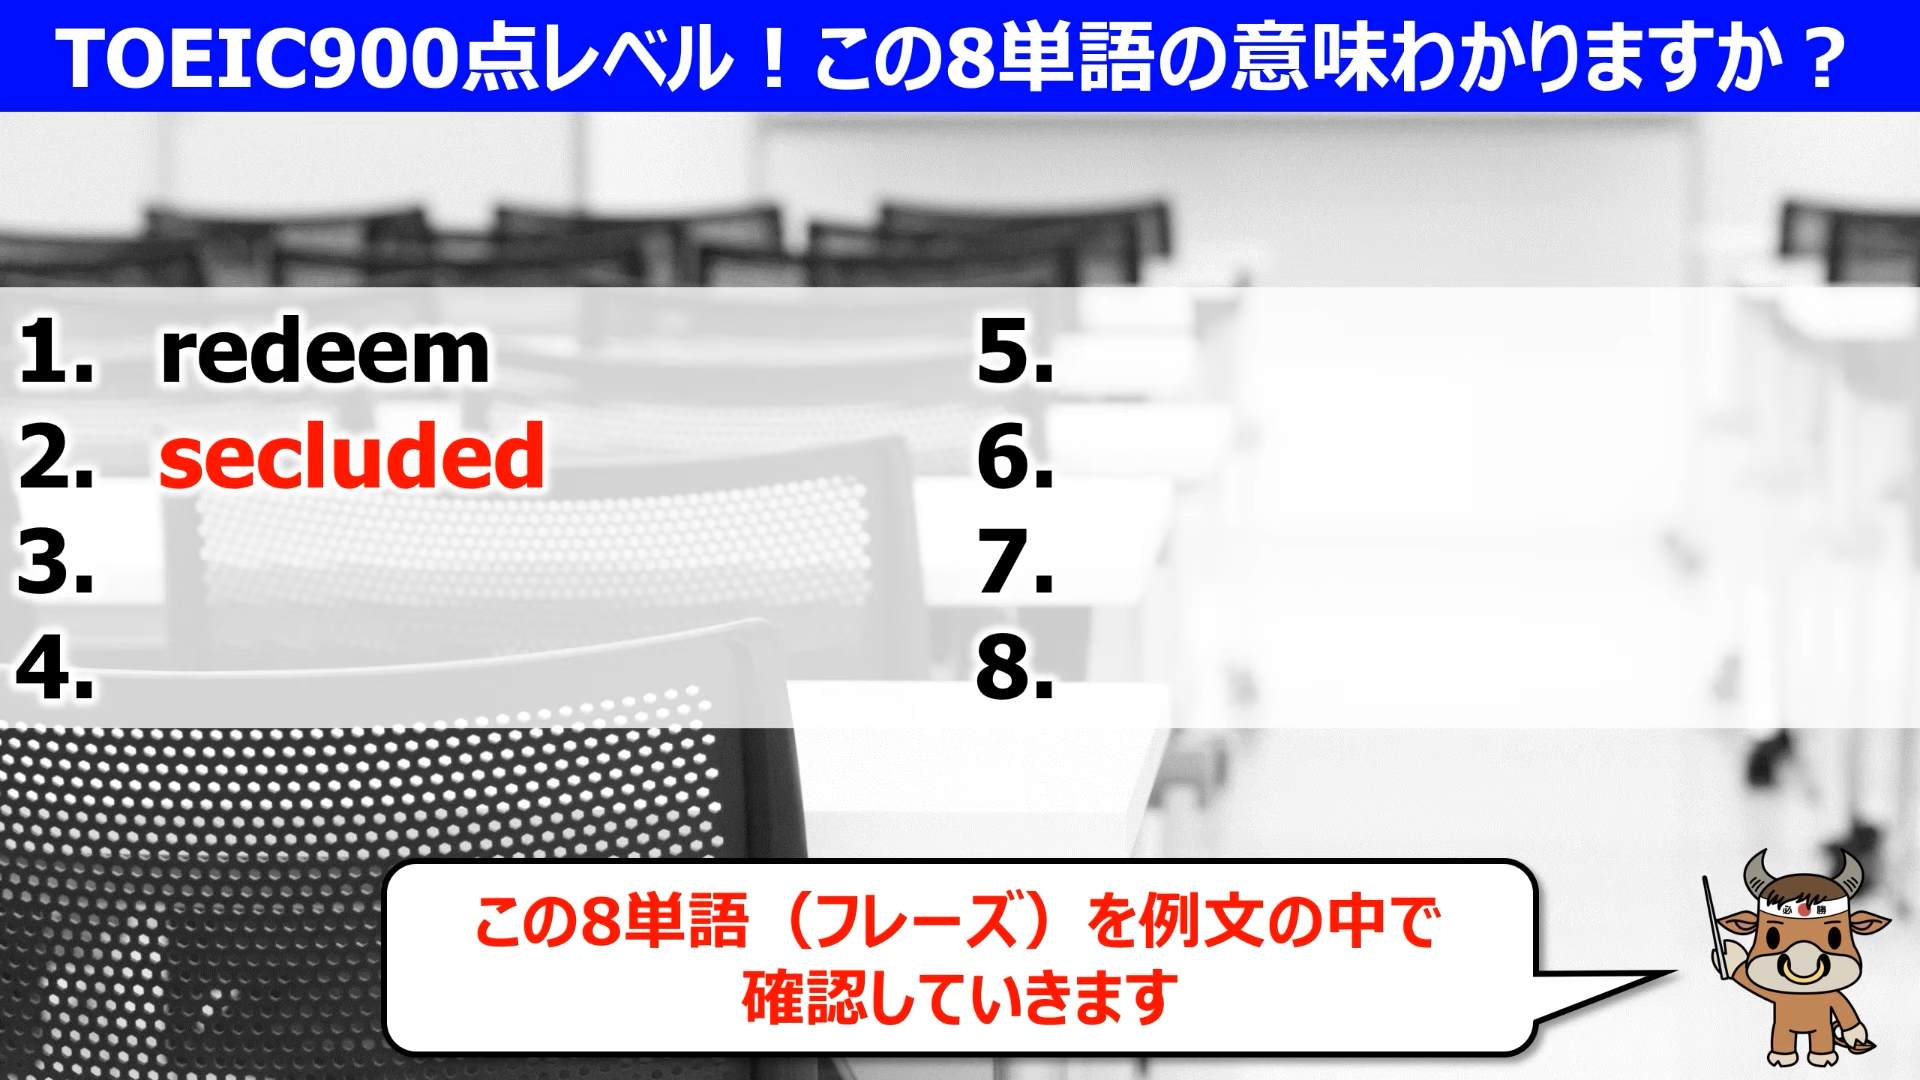 TOEIC900点レベル！この8単語の意味わかりますか？
1. redeem
2. secluded
3.
4.
5.
6.
7.
8.
この8単語（フレーズ）を例文の中で
確認していきます
必勝